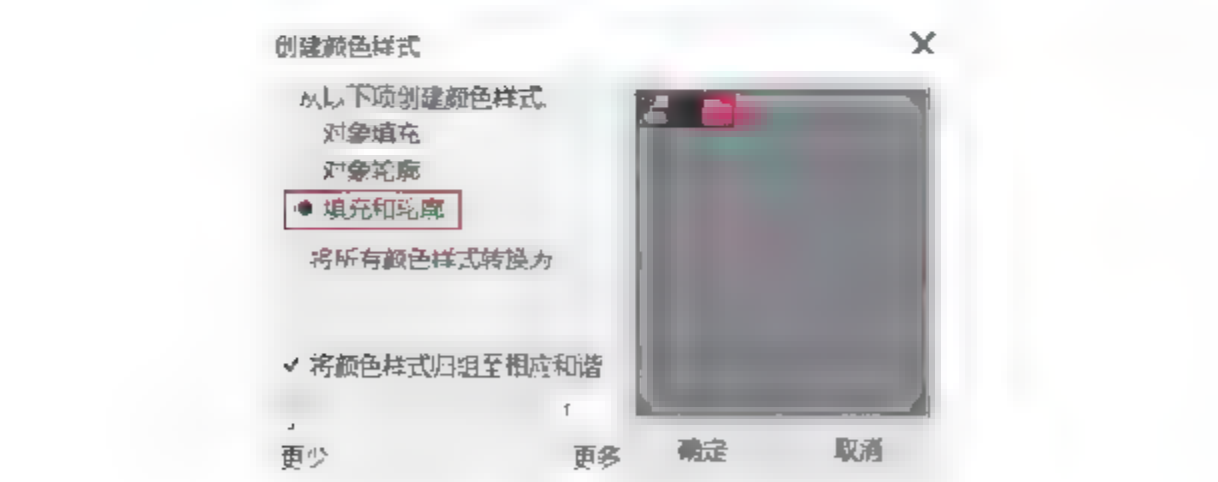 创建颜色样式
从以下项创建颜色样式
对象填充
对象轮廓
填充和轮廓
将所有颜色样式转换为
将颜色样式归组至相应和谐
更少
更多
确定
取消